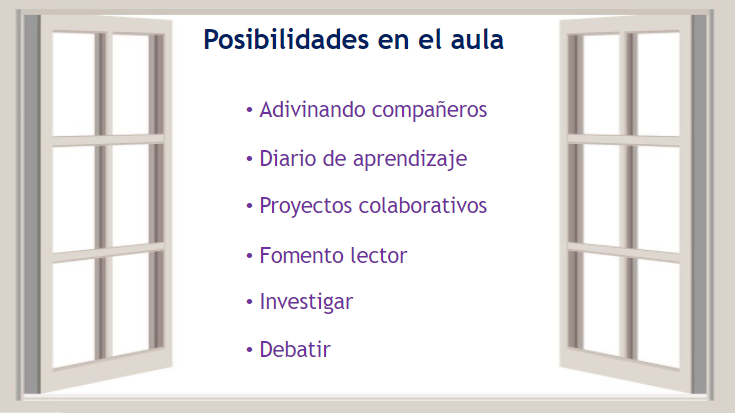 Posibilidades en el aula
• Adivinando compañeros
• Diario de aprendizaje
• Proyectos colaborativos
• Fomento lector
• Investigar
• Debatir